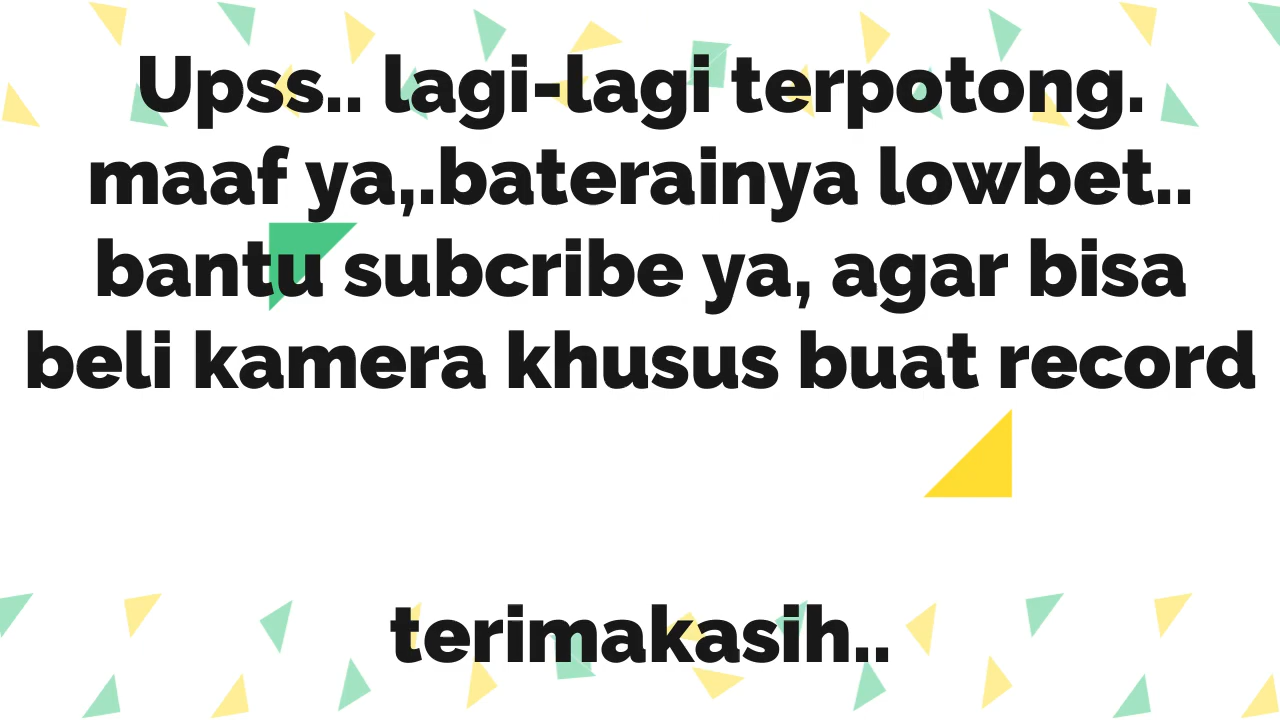 Upss.. lagi-lagi terpotong.
maaf ya,.baterainya lowbet..
bantu subcribe ya, agar bisa
beli kamera khusus buat record
terimakasih..